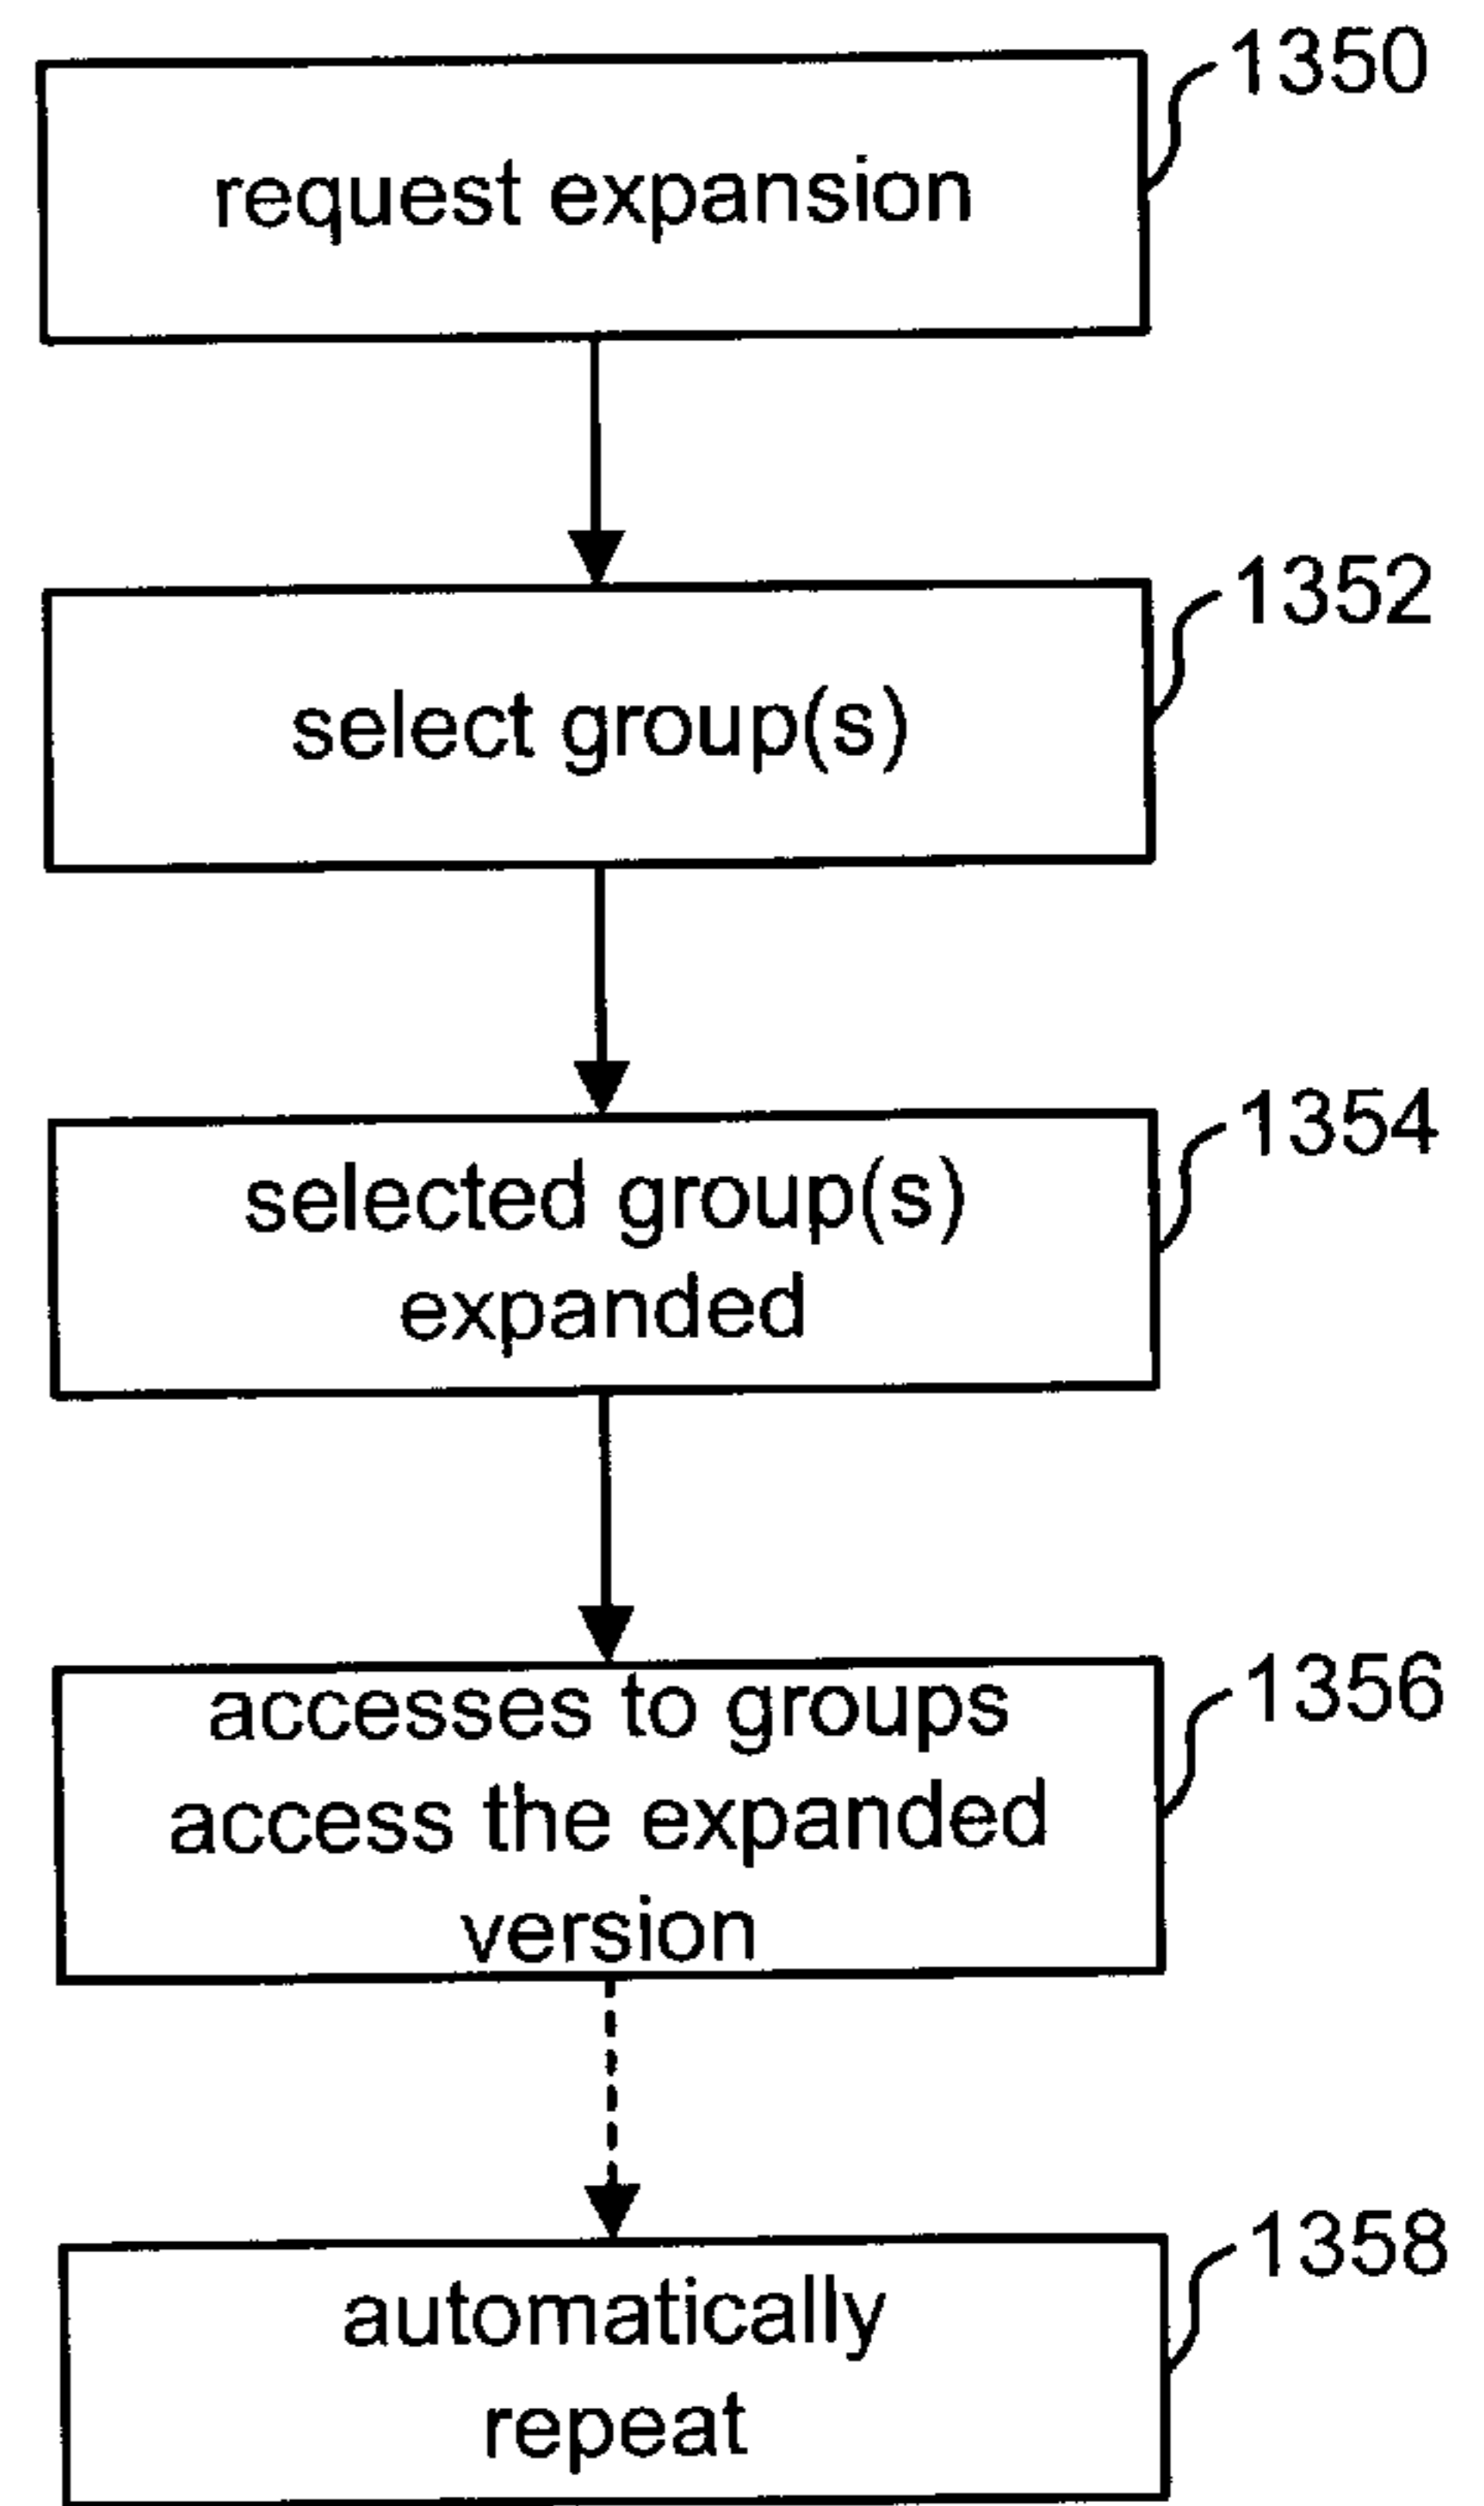 1350
request expansion
1352
select group(s)
1354
selected group(s)
expanded
1356
accesses to groups
access the expanded
version
1358
automatically
repeat